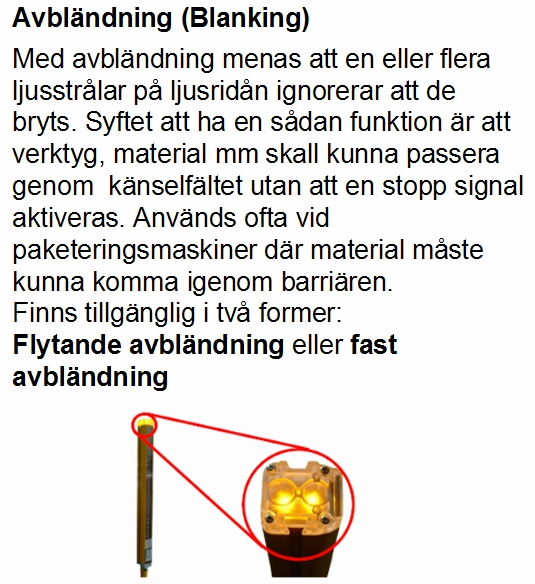 Avbländning (Blanking)
Med avbländning menas att en eller flera
ljusstrålar på ljusridån ignorerar att de
bryts. Syftet att ha en sådan funktion är att
verktyg, material mm skall kunna passera
genom  känselfältet utan att en stopp signal
aktiveras. Används ofta vid
paketeringsmaskiner där material måste
kunna komma igenom barriären.
Finns tillgänglig i två former:
Flytande avbländning eller fast
avbländning